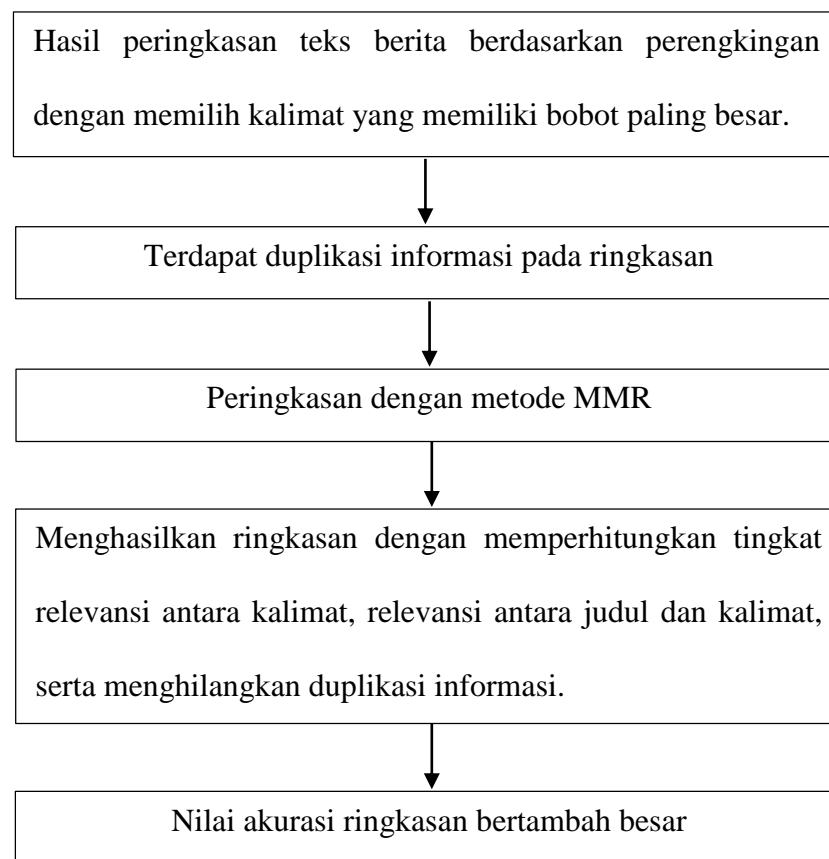 Hasil peringkasan teks berita berdasarkan perengkingan
dengan memilih kalimat yang memiliki bobot paling besar.
Terdapat duplikasi informasi pada ringkasan
Peringkasan dengan metode MMR
Menghasilkan ringkasan dengan memperhitungkan tingkat
relevansi antara kalimat, relevansi antara judul dan kalimat,
serta menghilangkan duplikasi informasi.
Nilai akurasi ringkasan bertambah besar